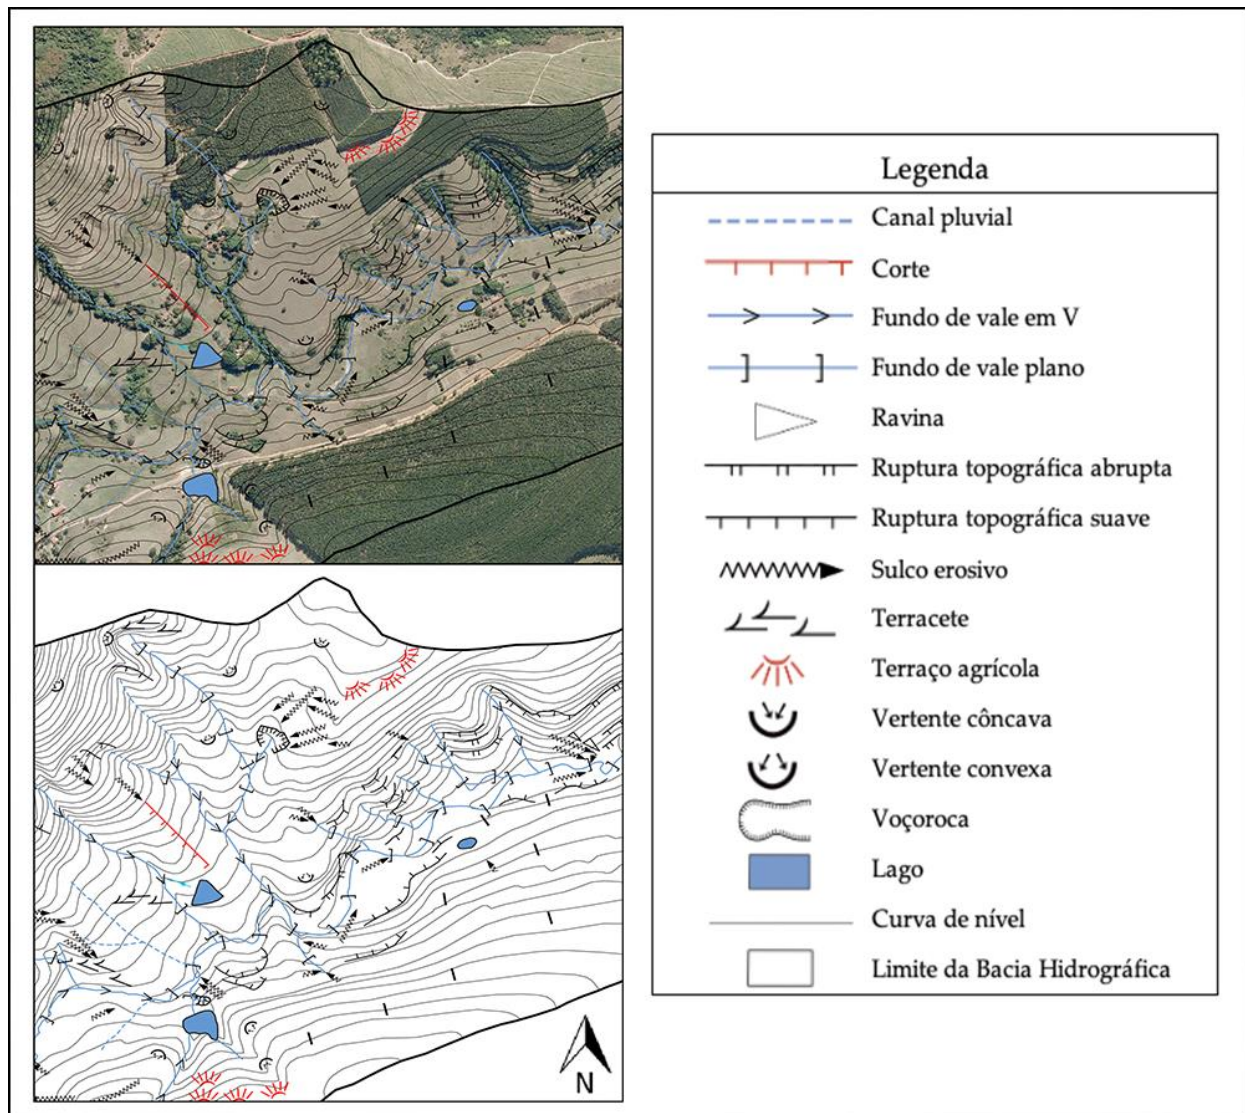 Legenda
Canal pluvial
Corte
Fundo de vale em V
Fundo de vale plano
Ravina
Ruptura topográfica abrupta
Ruptura topográfica suave
Sulco erosivo
Terracete
Terraço agrícola
Vertente côncava
Vertente convexa
Voçoroca
Lago
Curva de nível
Limite da Bacia Hidrográfica
N